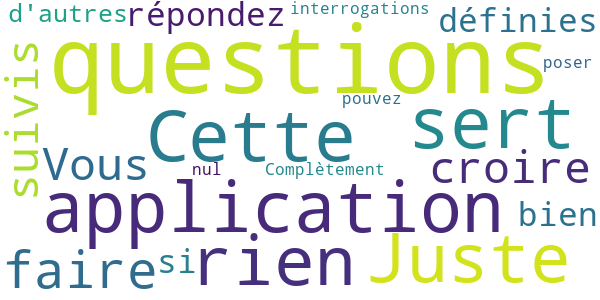 d'autres répondez interrogations définies
questions poser
suivis pouvez
Cette sert
Vous nul Complètement croire
application bien
faire si rien Juste